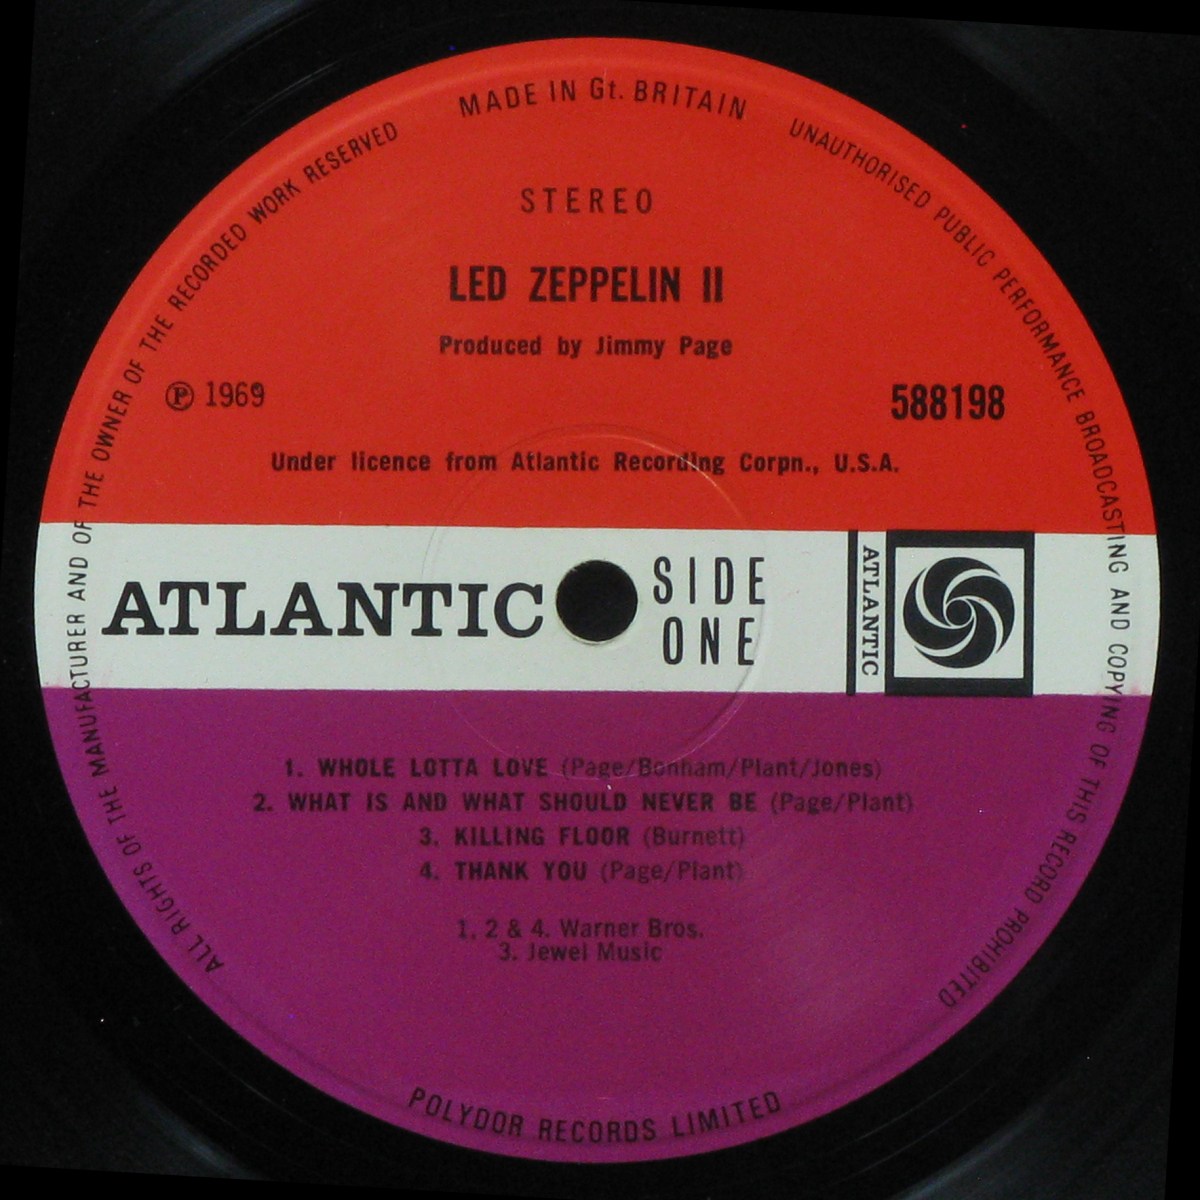 MADE IN Gt. BRITAIN
UNAUTHORISED PUBLIC PERFORMANCE BROADCASTING AND COPYING OF THIS RECORD PROHIBITED
ALL RIGHTS OF THE MANUFACTURER AND OF THE OWNER OF THE RECORDED WORK RESERVED
STEREO
LED ZEPPELIN II
Produced by Jimmy Page
℗ 1969
588198
Under licence from Atlantic Recording Corpn., U.S.A.
ATLANTIC
SIDE
ONE
ATLANTIC
1. WHOLE LOTTA LOVE (Page/Bonham/Plant/Jones)
2. WHAT IS AND WHAT SHOULD NEVER BE (Page/Plant)
3. KILLING FLOOR (Burnett)
4. THANK YOU (Page/Plant)
1. 2 & 4. Warner Bros.
3. Jewel Music
POLYDOR RECORDS LIMITED